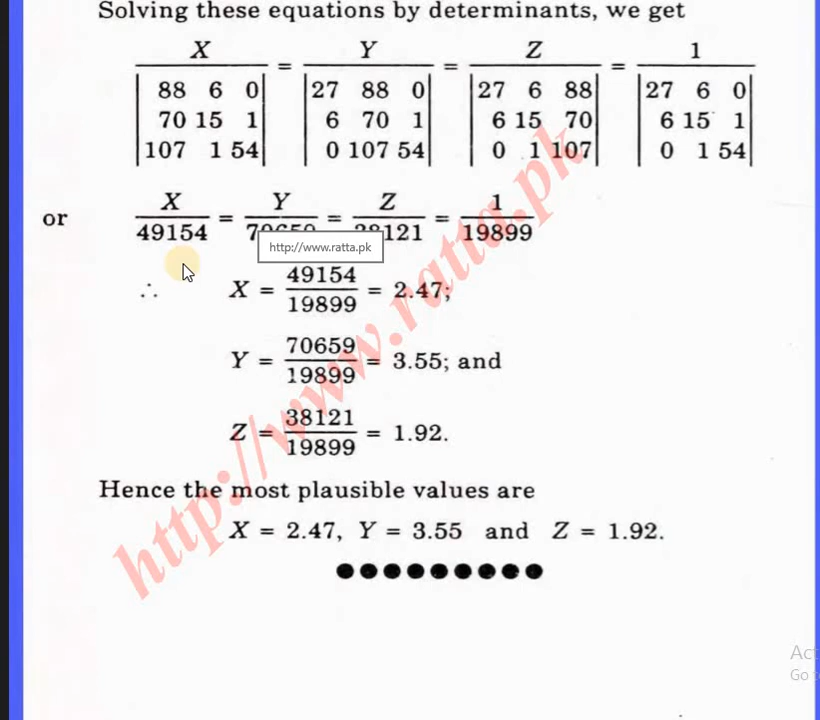 Solving these equations by determinants, we get
X / |88 6 0; 70 15 1; 107 1 54| = Y / |27 88 0; 6 70 1; 0 107 54| = Z / |27 6 88; 6 15 70; 0 1 107| = 1 / |27 6 0; 6 15 1; 0 1 54|
or X/49154 = Y/ = Z/ = 1/19899
http://www.ratta.pk
∴ X = 49154/19899 = 2.47;
Y = 70659/19899 = 3.55; and
Z = 38121/19899 = 1.92.
Hence the most plausible values are
X = 2.47, Y = 3.55 and Z = 1.92.
http://www.ratta.pk